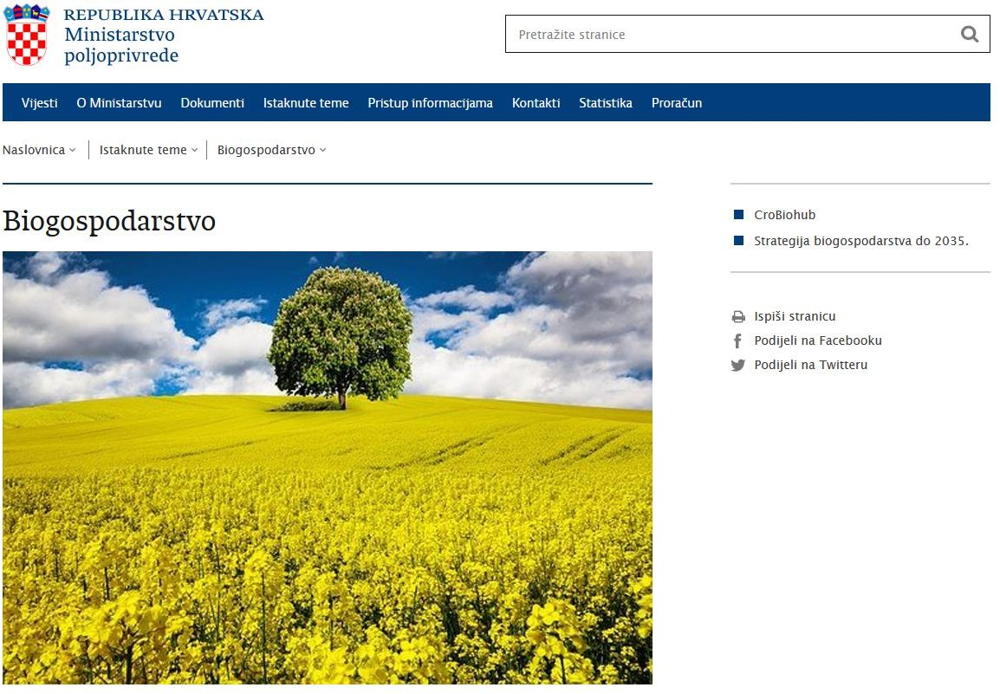 REPUBLIKA HRVATSKA
Ministarstvo
poljoprivrede
Pretražite stranice
Vijesti O Ministarstvu Dokumenti Istaknute teme Pristup informacijama Kontakti Statistika Proračun
Naslovnica Istaknute teme Biogospodarstvo
Biogospodarstvo
CroBiohub
Strategija biogospodarstva do 2035.
Ispiši stranicu
Podijeli na Facebooku
Podijeli na Twitteru